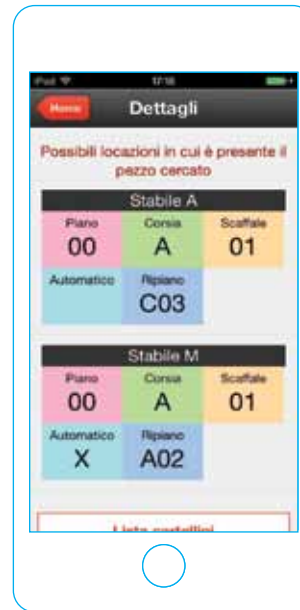 iPod 17:18
Home Dettagli
Possibili locazioni in cui è presente il
pezzo cercato
Stabile A
Piano Corsia Scaffale
00 A 01
Automatico Ripiano
C03
Stabile M
Piano Corsia Scaffale
00 A 01
Automatico Ripiano
X A02
Lista cartellini